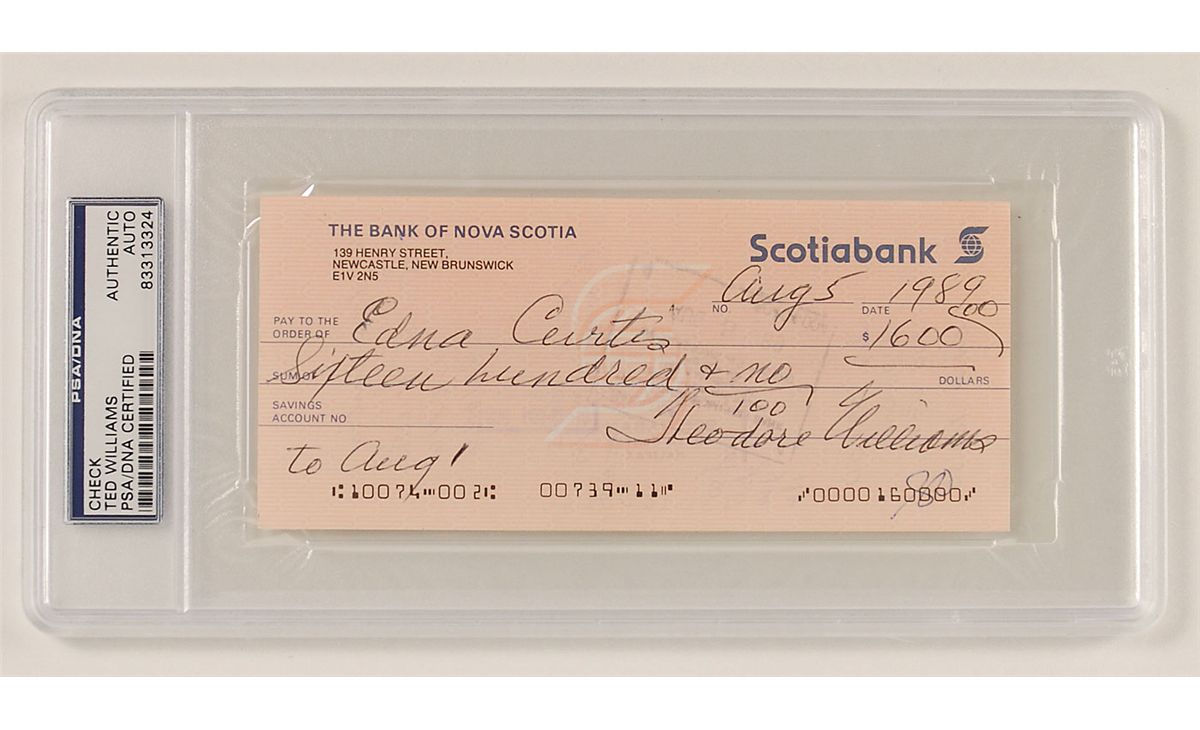 PSA/DNA
CHECK
TED WILLIAMS
PSA/DNA CERTIFIED
AUTHENTIC
AUTO
83313324
THE BANK OF NOVA SCOTIA
139 HENRY STREET,
NEWCASTLE, NEW BRUNSWICK
E1V 2N5
Scotiabank
NO. Aug 5 DATE 1989
PAY TO THE
ORDER OF Edna Curtis $ 1600 00
SUM OF Sixteen hundred & no/100 DOLLARS
SAVINGS
ACCOUNT NO
Theodore Williams
to Aug 1
⑆10074⑉002⑆ 00739⑉11⑈ ⑇0000160000⑇